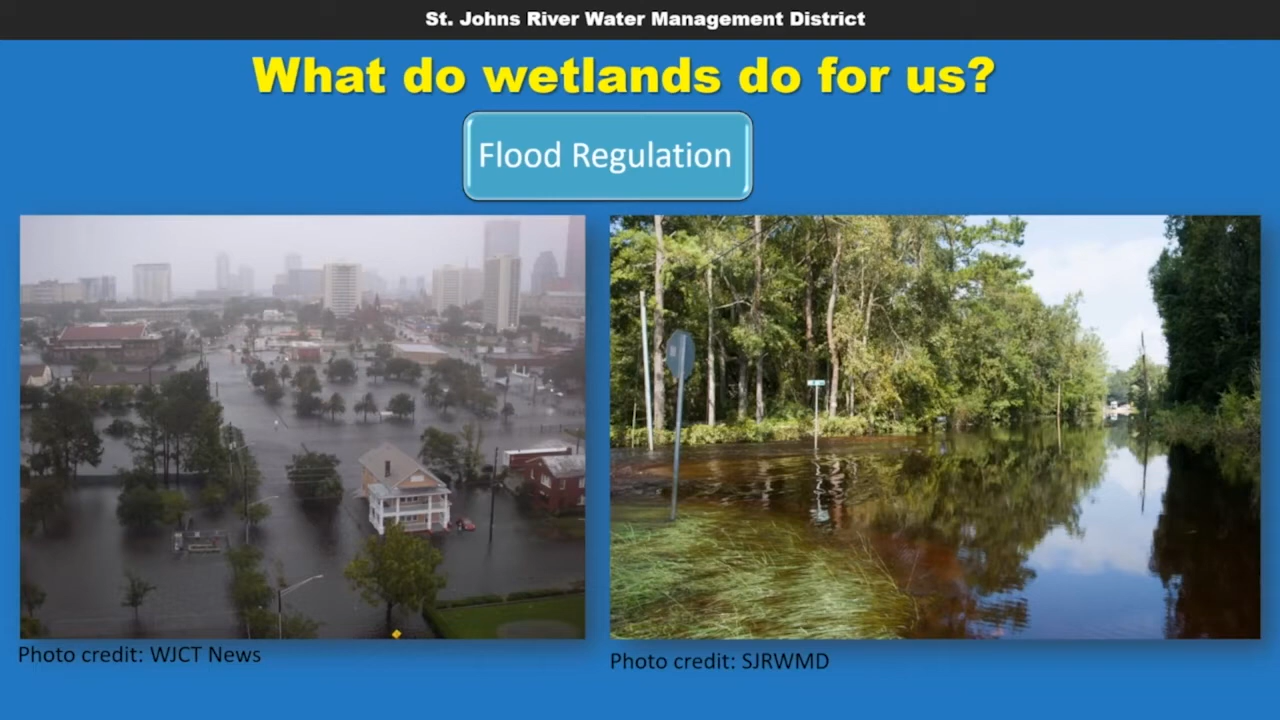 St. Johns River Water Management District
What do wetlands do for us?
Flood Regulation
Photo credit: WJCT News
Photo credit: SJRWMD